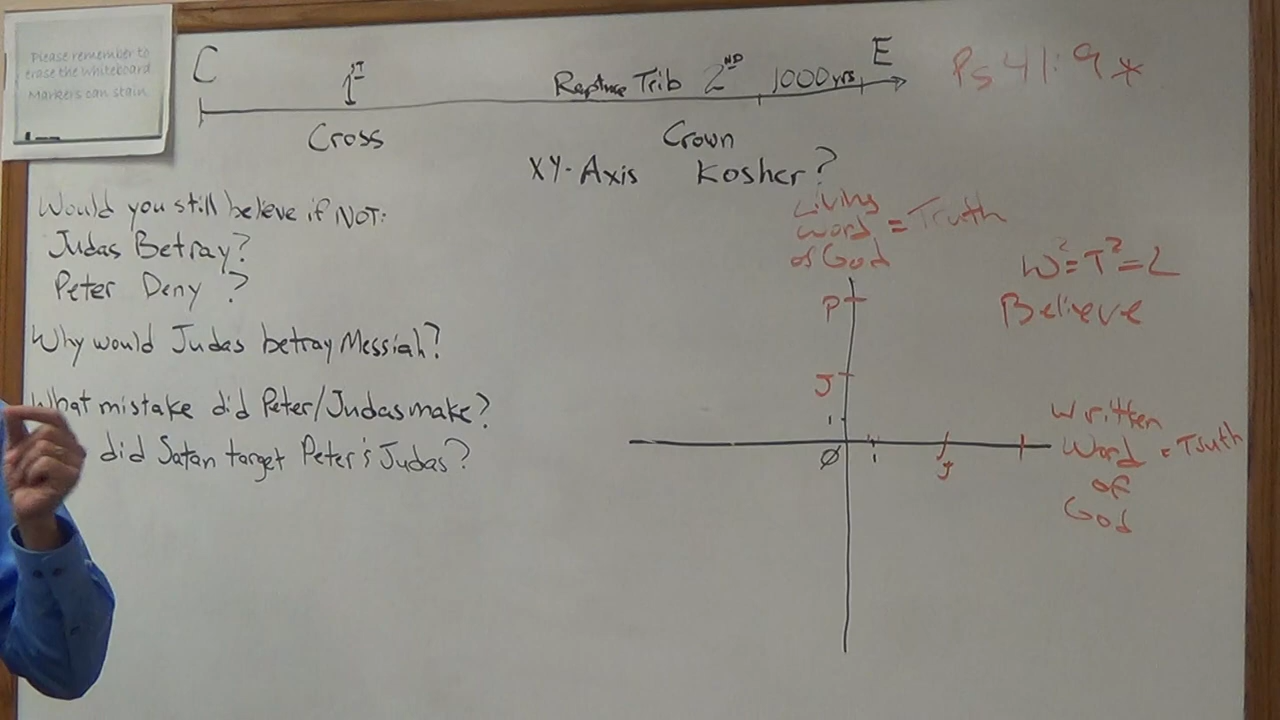 Please remember to
erase the whiteboard
Markers can stain.
C 1ST Rapture Trib 2ND 1000yrs E
Ps 41:9 *
Cross Crown
XY-Axis Kosher?
Would you still believe if NOT:
Judas Betray?
Peter Deny ?
Why would Judas betray Messiah?
What mistake did Peter/Judas make?
did Satan target Peter & Judas?
Living
Word = Truth
of God
W²=T²=2
Believe
P
J
1
Ø 1 J
Written
Word = Truth
of
God